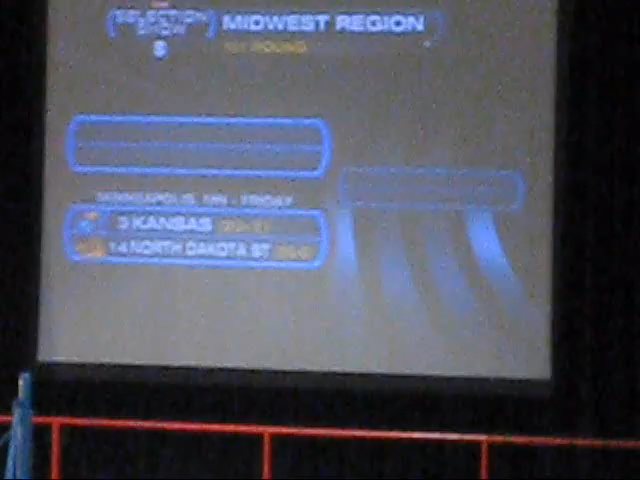 SELECTION SHOW
MIDWEST REGION
1ST ROUND
MINNEAPOLIS, MN - FRIDAY
3 KANSAS
14 NORTH DAKOTA ST